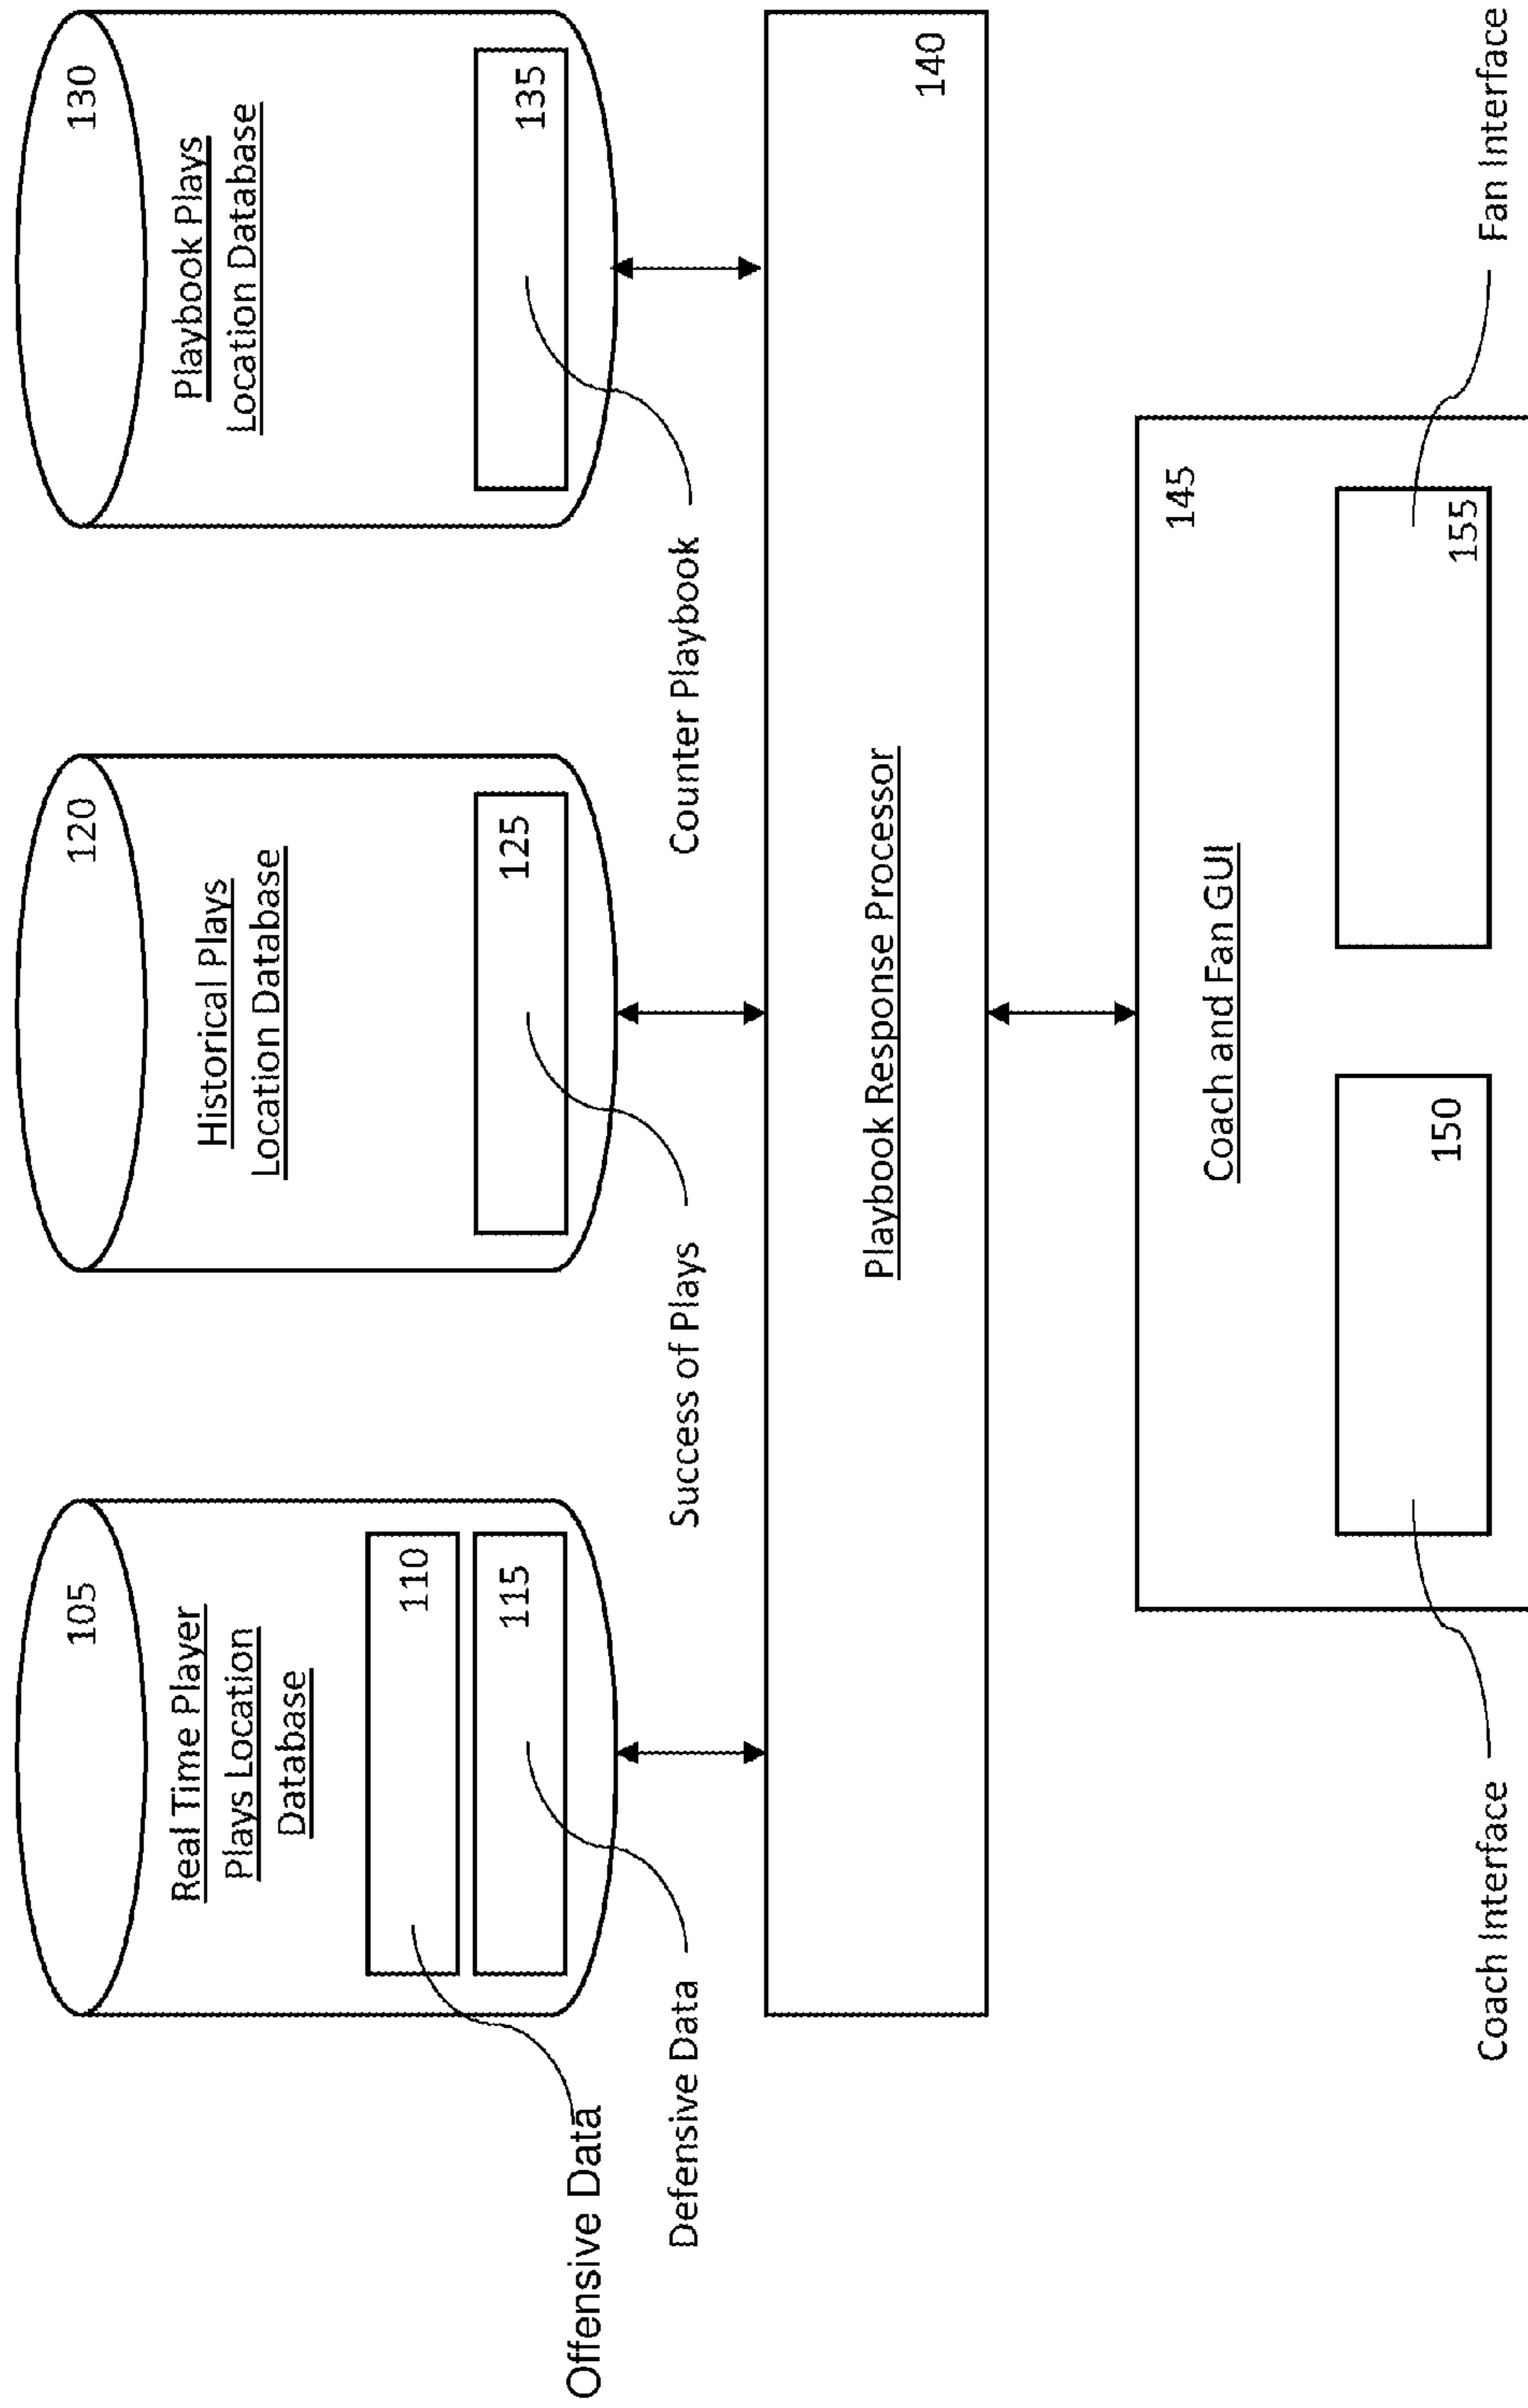 105
Real Time Player
Plays Location
Database
110
115
Offensive Data
Defensive Data
120
Historical Plays
Location Database
125
Success of Plays
130
Playbook Plays
Location Database
135
Counter Playbook
Playbook Response Processor
140
145
Coach and Fan GUI
150
155
Coach Interface
Fan Interface